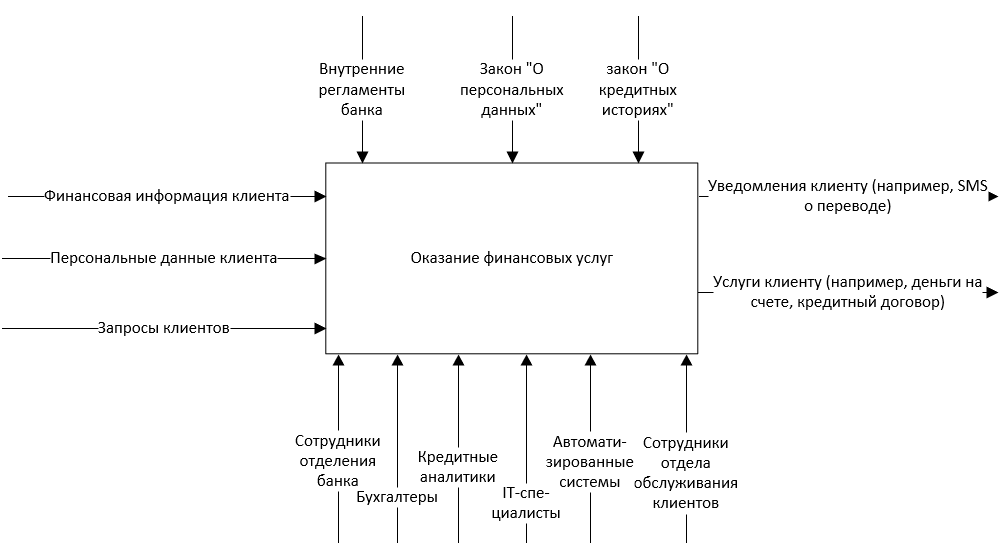 Внутренние
регламенты
банка
Закон "О
персональных
данных"
закон "О
кредитных
историях"
Финансовая информация клиента
Персональные данные клиента
Запросы клиентов
Оказание финансовых услуг
Уведомления клиенту (например, SMS
о переводе)
Услуги клиенту (например, деньги на
счете, кредитный договор)
Сотрудники
отделения
банка
Бухгалтеры
Кредитные
аналитики
IT-спе-
циалисты
Автомати-
зированные
системы
Сотрудники
отдела
обслуживания
клиентов